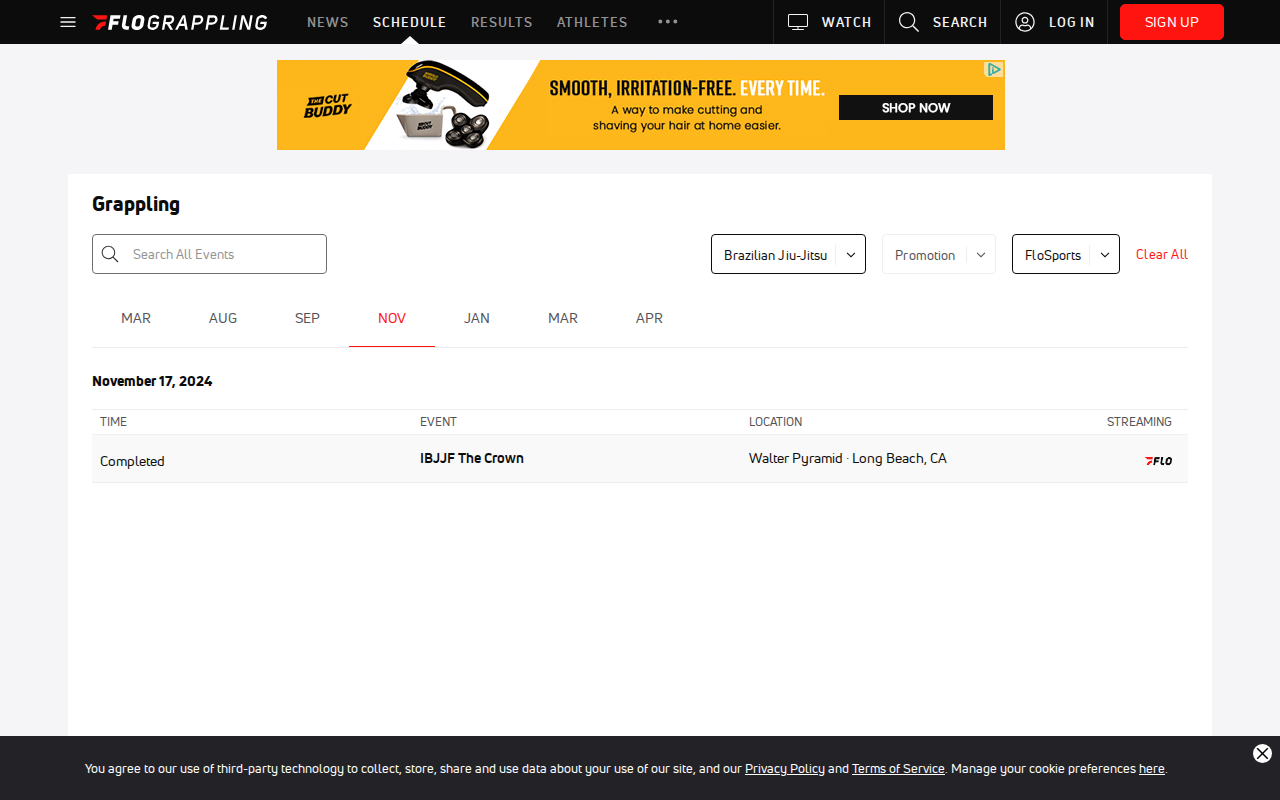 FLOGRAPPLING
NEWS
SCHEDULE
RESULTS
ATHLETES
WATCH
SEARCH
LOG IN
SIGN UP
THE CUT BUDDY
SMOOTH, IRRITATION-FREE. EVERY TIME.
A way to make cutting and
shaving your hair at home easier.
SHOP NOW
Grappling
Search All Events
Brazilian Jiu-Jitsu
Promotion
FloSports
Clear All
MAR
AUG
SEP
NOV
JAN
MAR
APR
November 17, 2024
TIME
EVENT
LOCATION
STREAMING
Completed
IBJJF The Crown
Walter Pyramid · Long Beach, CA
FLO
You agree to our use of third-party technology to collect, store, share and use data about your use of our site, and our Privacy Policy and Terms of Service. Manage your cookie preferences here.